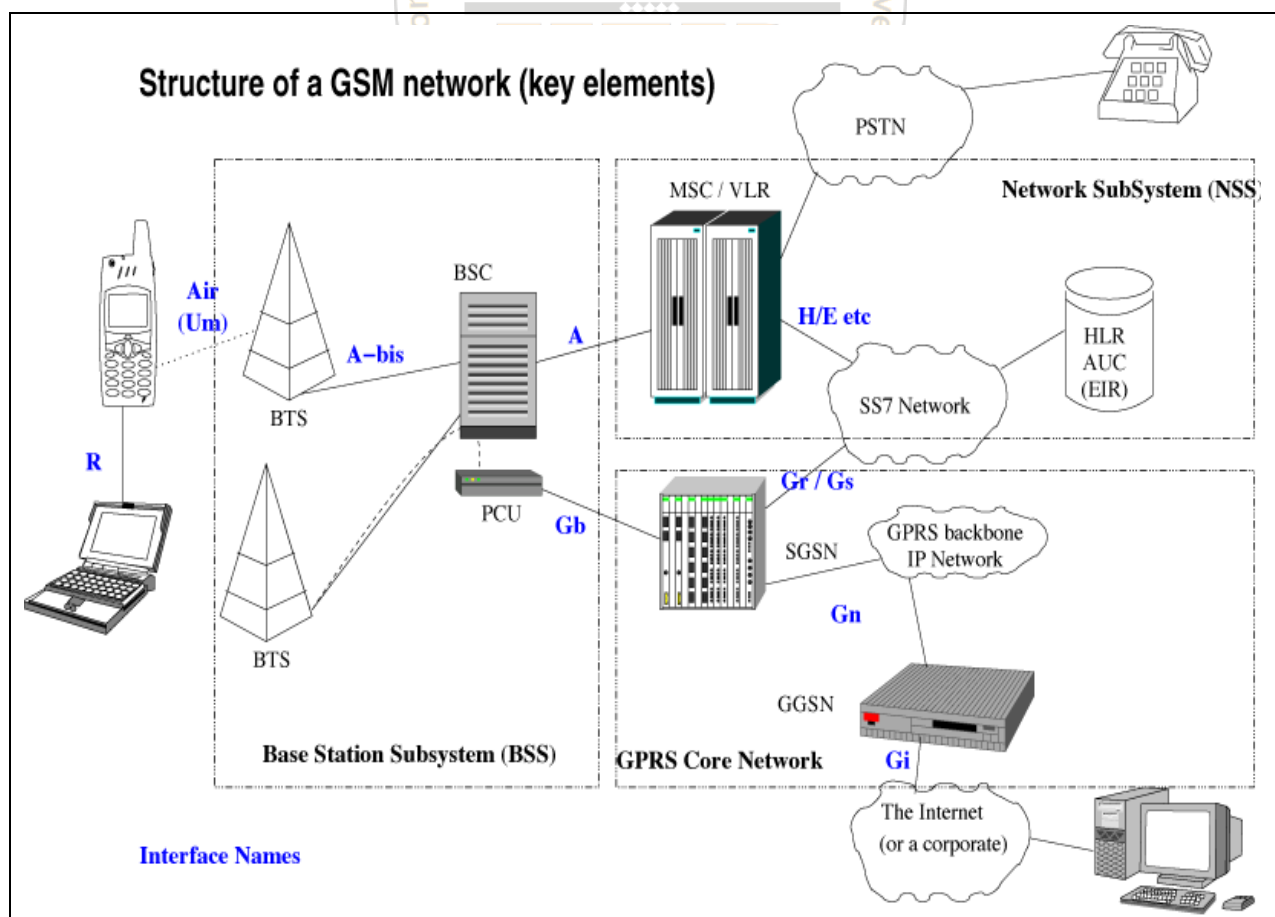 Structure of a GSM network (key elements)
PSTN
MSC / VLR
Network SubSystem (NSS)
BSC
Air
(Um)
A-bis
A
H/E etc
HLR
AUC
(EIR)
SS7 Network
BTS
R
PCU
Gb
Gr / Gs
SGSN
GPRS backbone
IP Network
Gn
BTS
GGSN
Base Station Subsystem (BSS)
GPRS Core Network
Gi
The Internet
(or a corporate)
Interface Names